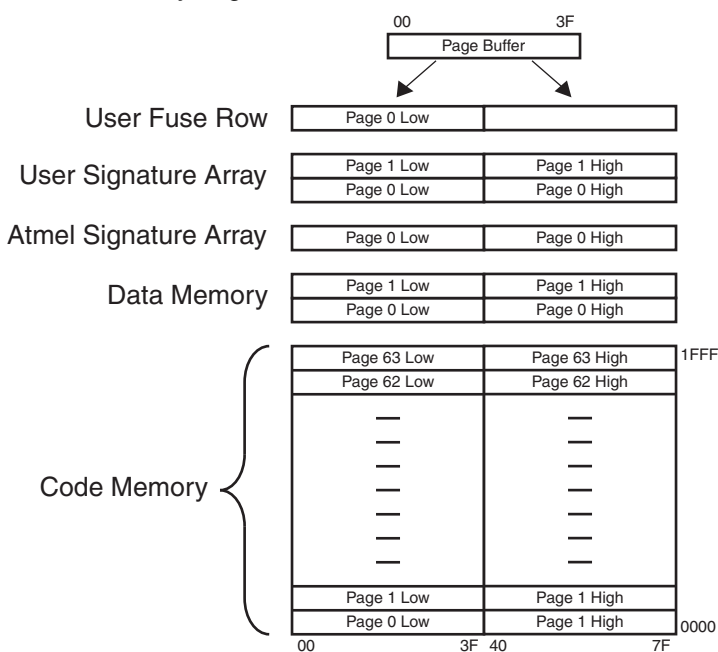 00 3F
Page Buffer
User Fuse Row Page 0 Low
User Signature Array
Page 1 Low Page 1 High
Page 0 Low Page 0 High
Atmel Signature Array Page 0 Low Page 0 High
Data Memory
Page 1 Low Page 1 High
Page 0 Low Page 0 High
Code Memory
Page 63 Low Page 63 High 1FFF
Page 62 Low Page 62 High
Page 1 Low Page 1 High
Page 0 Low Page 1 High 0000
00 3F 40 7F